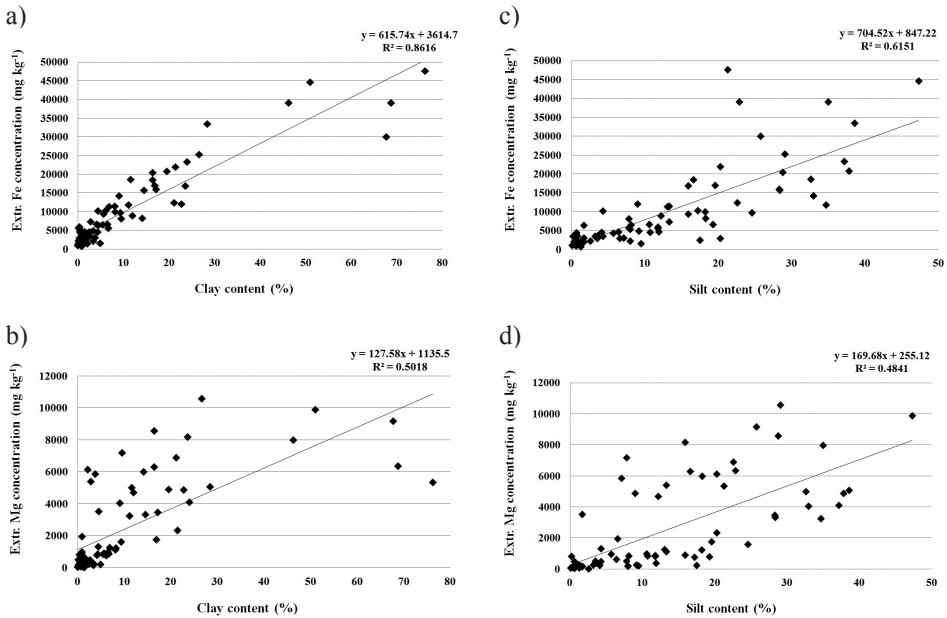 a)
y = 615.74x + 3614.7
R² = 0.8616
Extr. Fe concentration (mg kg⁻¹)
50000
45000
40000
35000
30000
25000
20000
15000
10000
5000
0
0 10 20 30 40 50 60 70 80
Clay content (%)
c)
y = 704.52x + 847.22
R² = 0.6151
Extr. Fe concentration (mg kg⁻¹)
50000
45000
40000
35000
30000
25000
20000
15000
10000
5000
0
0 10 20 30 40 50
Silt content (%)
b)
y = 127.58x + 1135.5
R² = 0.5018
Extr. Mg concentration (mg kg⁻¹)
12000
10000
8000
6000
4000
2000
0
0 10 20 30 40 50 60 70 80
Clay content (%)
d)
y = 169.68x + 255.12
R² = 0.4841
Extr. Mg concentration (mg kg⁻¹)
12000
10000
8000
6000
4000
2000
0
0 10 20 30 40 50
Silt content (%)